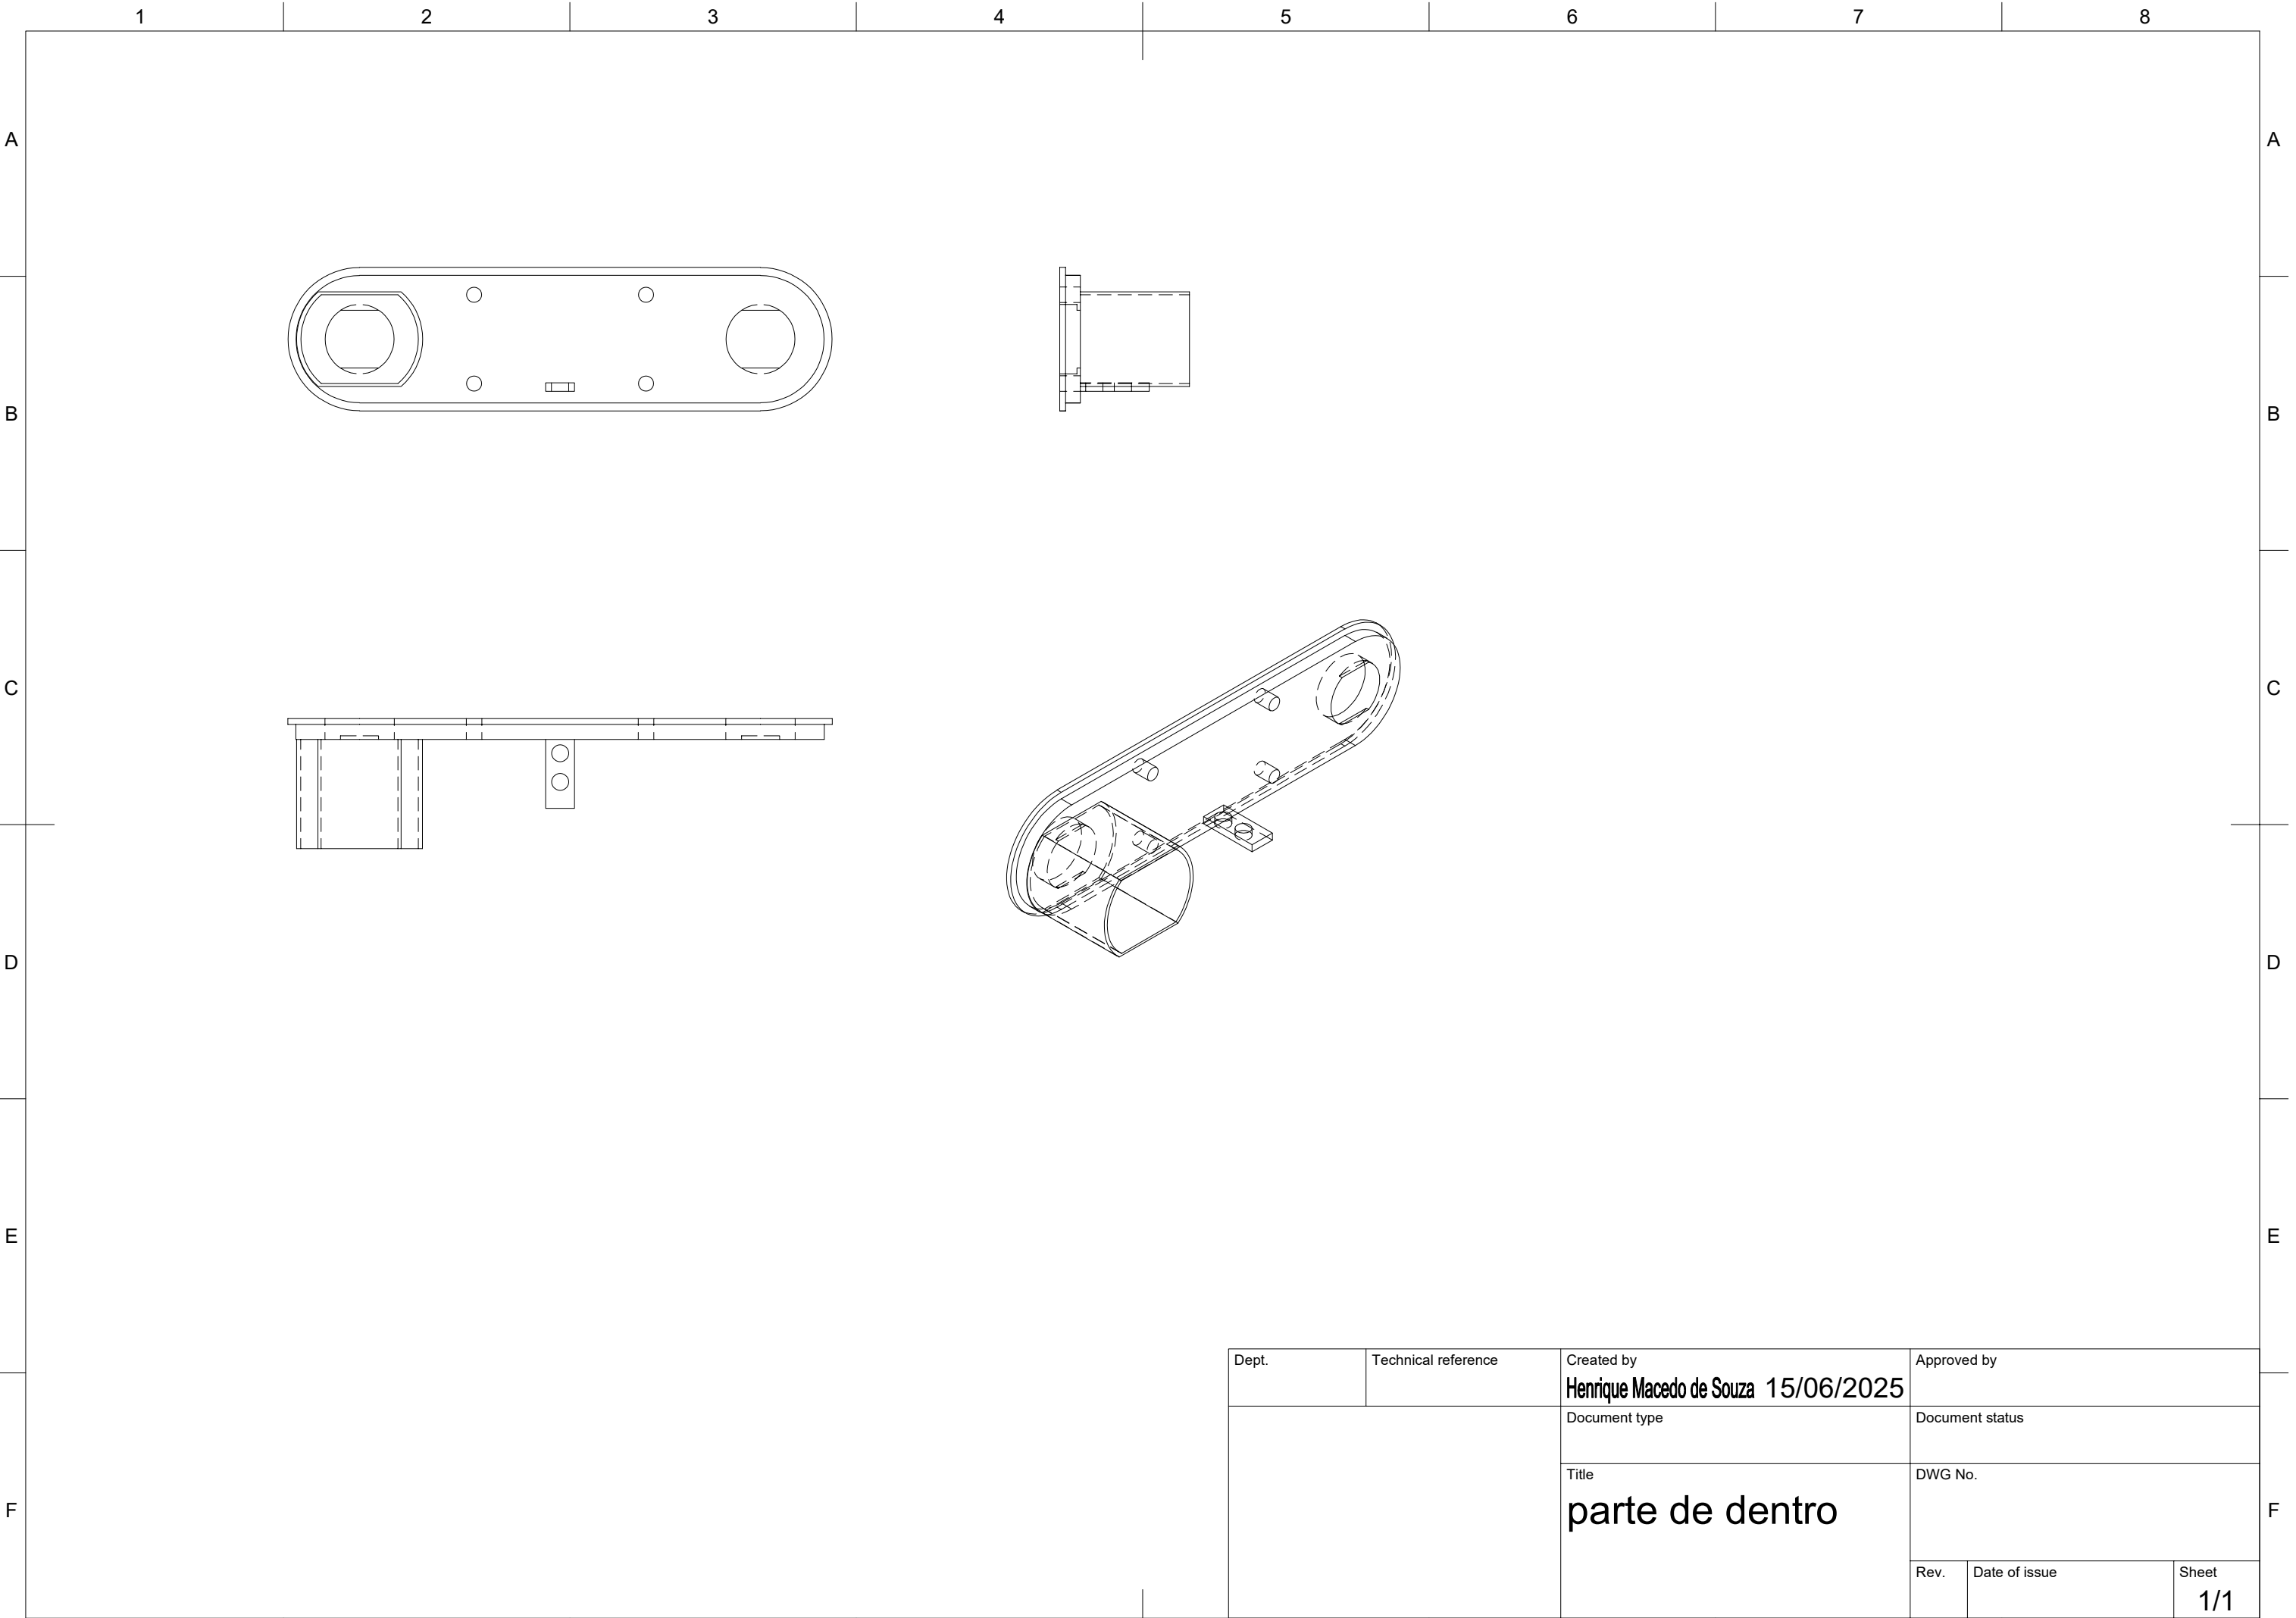 1 2 3 4 5 6 7 8
A A
B B
C C
D D
E E
F F
Dept. Technical reference Created by Approved by
Henrique Macedo de Souza 15/06/2025
Document type Document status
Title DWG No.
parte de dentro
Rev. Date of issue Sheet
1/1